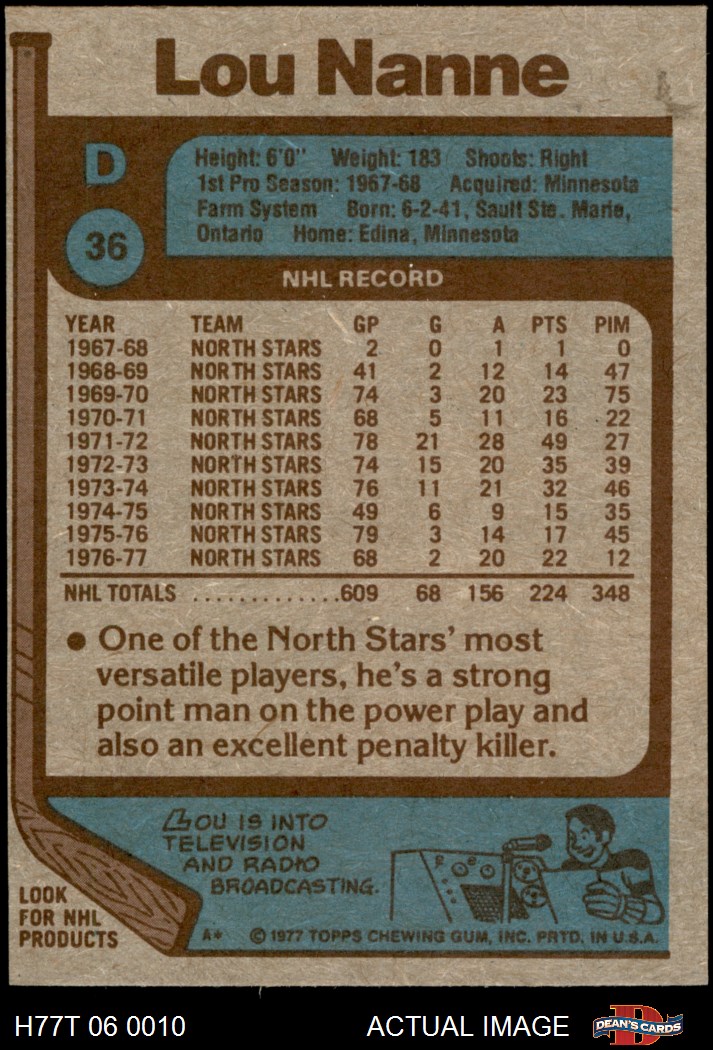 Lou Nanne
D
36
Height: 6'0" Weight: 183 Shoots: Right
1st Pro Season: 1967-68 Acquired: Minnesota
Farm System Born: 6-2-41, Sault Ste. Marie,
Ontario Home: Edina, Minnesota
NHL RECORD
YEAR TEAM GP G A PTS PIM
1967-68 NORTH STARS 2 0 1 1 0
1968-69 NORTH STARS 41 2 12 14 47
1969-70 NORTH STARS 74 3 20 23 75
1970-71 NORTH STARS 68 5 11 16 22
1971-72 NORTH STARS 78 21 28 49 27
1972-73 NORTH STARS 74 15 20 35 39
1973-74 NORTH STARS 76 11 21 32 46
1974-75 NORTH STARS 49 6 9 15 35
1975-76 NORTH STARS 79 3 14 17 45
1976-77 NORTH STARS 68 2 20 22 12
NHL TOTALS .............609 68 156 224 348
● One of the North Stars' most
versatile players, he's a strong
point man on the power play and
also an excellent penalty killer.
LOU IS INTO
TELEVISION
AND RADIO
BROADCASTING.
LOOK
FOR NHL
PRODUCTS
A* © 1977 TOPPS CHEWING GUM, INC. PRTD. IN U.S.A.
H77T 06 0010 ACTUAL IMAGE DEAN'S CARDS